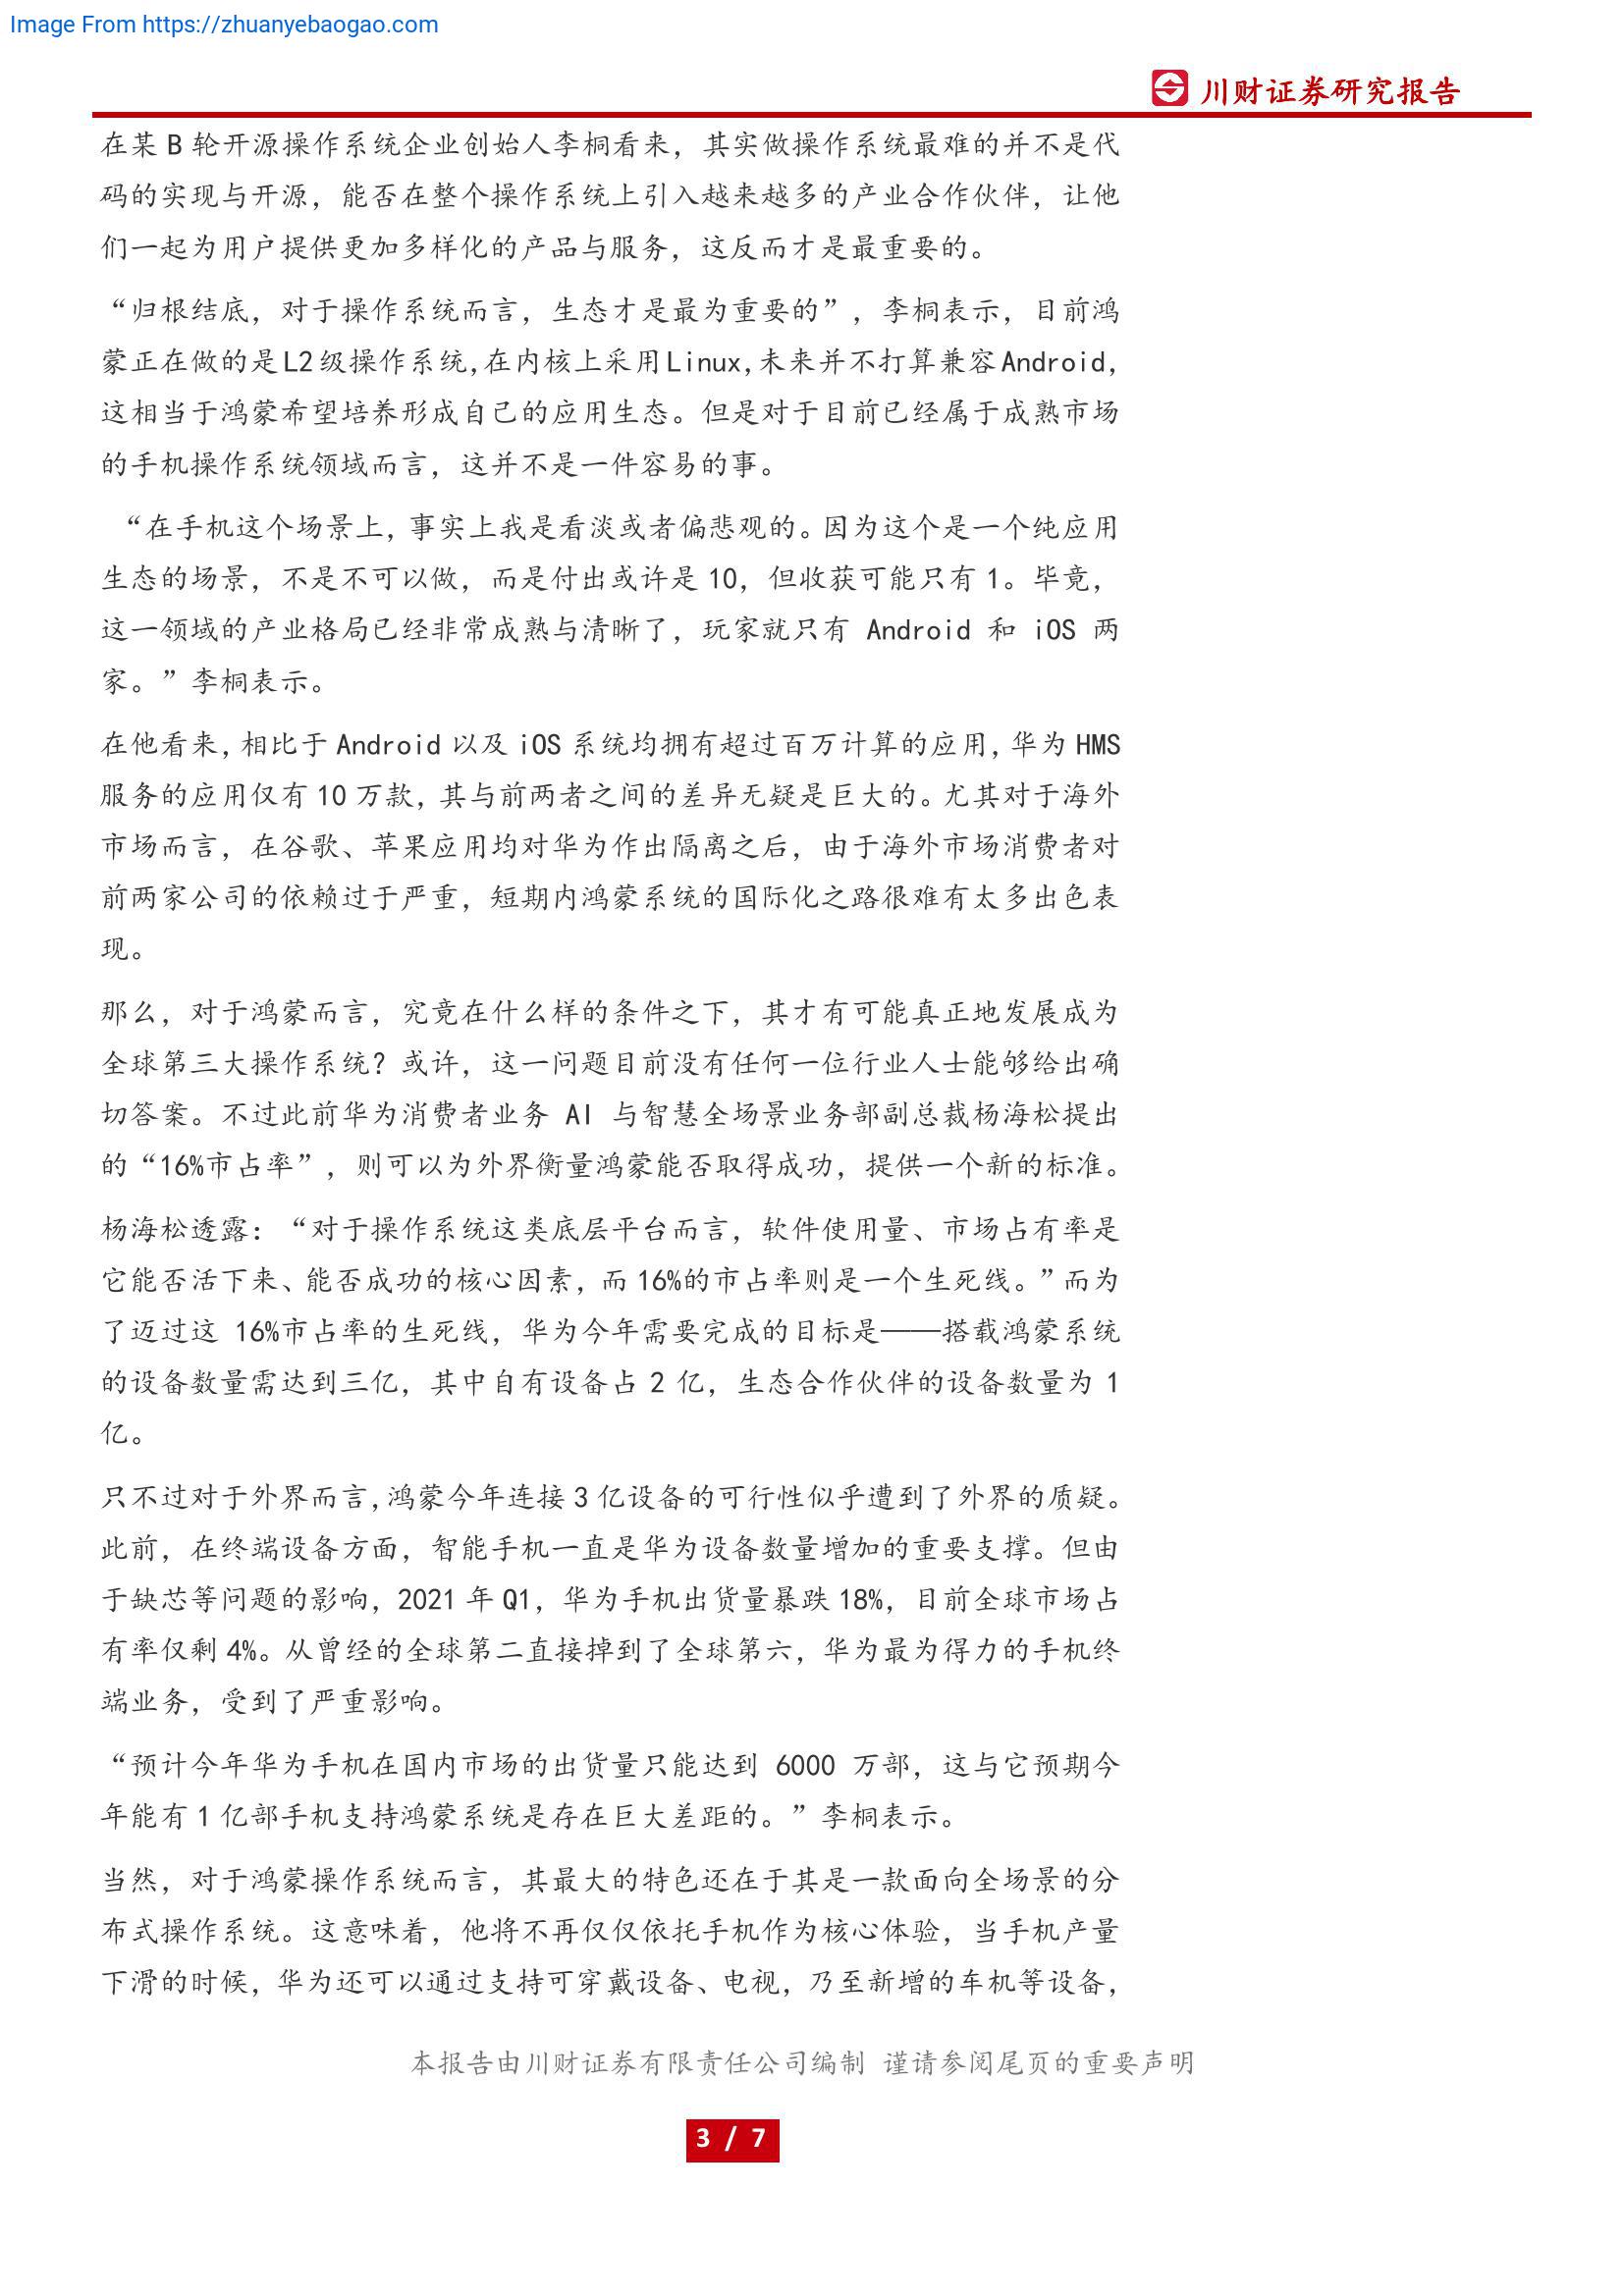 Image From https://zhuanyebaogao.com
川财证券研究报告
在某 B 轮开源操作系统企业创始人李桐看来，其实做操作系统最难的并不是代
码的实现与开源，能否在整个操作系统上引入越来越多的产业合作伙伴，让他
们一起为用户提供更加多样化的产品与服务，这反而才是最重要的。
“归根结底，对于操作系统而言，生态才是最为重要的”，李桐表示，目前鸿
蒙正在做的是 L2 级操作系统，在内核上采用 Linux，未来并不打算兼容 Android，
这相当于鸿蒙希望培养形成自己的应用生态。但是对于目前已经属于成熟市场
的手机操作系统领域而言，这并不是一件容易的事。
“在手机这个场景上，事实上我是看淡或者偏悲观的。因为这个是一个纯应用
生态的场景，不是不可以做，而是付出或许是 10，但收获可能只有 1。毕竟，
这一领域的产业格局已经非常成熟与清晰了，玩家就只有 Android 和 iOS 两
家。”李桐表示。
在他看来，相比于 Android 以及 iOS 系统均拥有超过百万计算的应用，华为 HMS
服务的应用仅有 10 万款，其与前两者之间的差异无疑是巨大的。尤其对于海外
市场而言，在谷歌、苹果应用均对华为作出隔离之后，由于海外市场消费者对
前两家公司的依赖过于严重，短期内鸿蒙系统的国际化之路很难有太多出色表
现。
那么，对于鸿蒙而言，究竟在什么样的条件之下，其才有可能真正地发展成为
全球第三大操作系统？或许，这一问题目前没有任何一位行业人士能够给出确
切答案。不过此前华为消费者业务 AI 与智慧全场景业务部副总裁杨海松提出
的“16%市占率”，则可以为外界衡量鸿蒙能否取得成功，提供一个新的标准。
杨海松透露：“对于操作系统这类底层平台而言，软件使用量、市场占有率是
它能否活下来、能否成功的核心因素，而 16%的市占率则是一个生死线。”而为
了迈过这 16%市占率的生死线，华为今年需要完成的目标是——搭载鸿蒙系统
的设备数量需达到三亿，其中自有设备占 2 亿，生态合作伙伴的设备数量为 1
亿。
只不过对于外界而言，鸿蒙今年连接 3 亿设备的可行性似乎遭到了外界的质疑。
此前，在终端设备方面，智能手机一直是华为设备数量增加的重要支撑。但由
于缺芯等问题的影响，2021 年 Q1，华为手机出货量暴跌 18%，目前全球市场占
有率仅剩 4%。从曾经的全球第二直接掉到了全球第六，华为最为得力的手机终
端业务，受到了严重影响。
“预计今年华为手机在国内市场的出货量只能达到 6000 万部，这与它预期今
年能有 1 亿部手机支持鸿蒙系统是存在巨大差距的。”李桐表示。
当然，对于鸿蒙操作系统而言，其最大的特色还在于其是一款面向全场景的分
布式操作系统。这意味着，他将不再仅仅依托手机作为核心体验，当手机产量
下滑的时候，华为还可以通过支持可穿戴设备、电视，乃至新增的车机等设备，
本报告由川财证券有限责任公司编制 谨请参阅尾页的重要声明
3 / 7